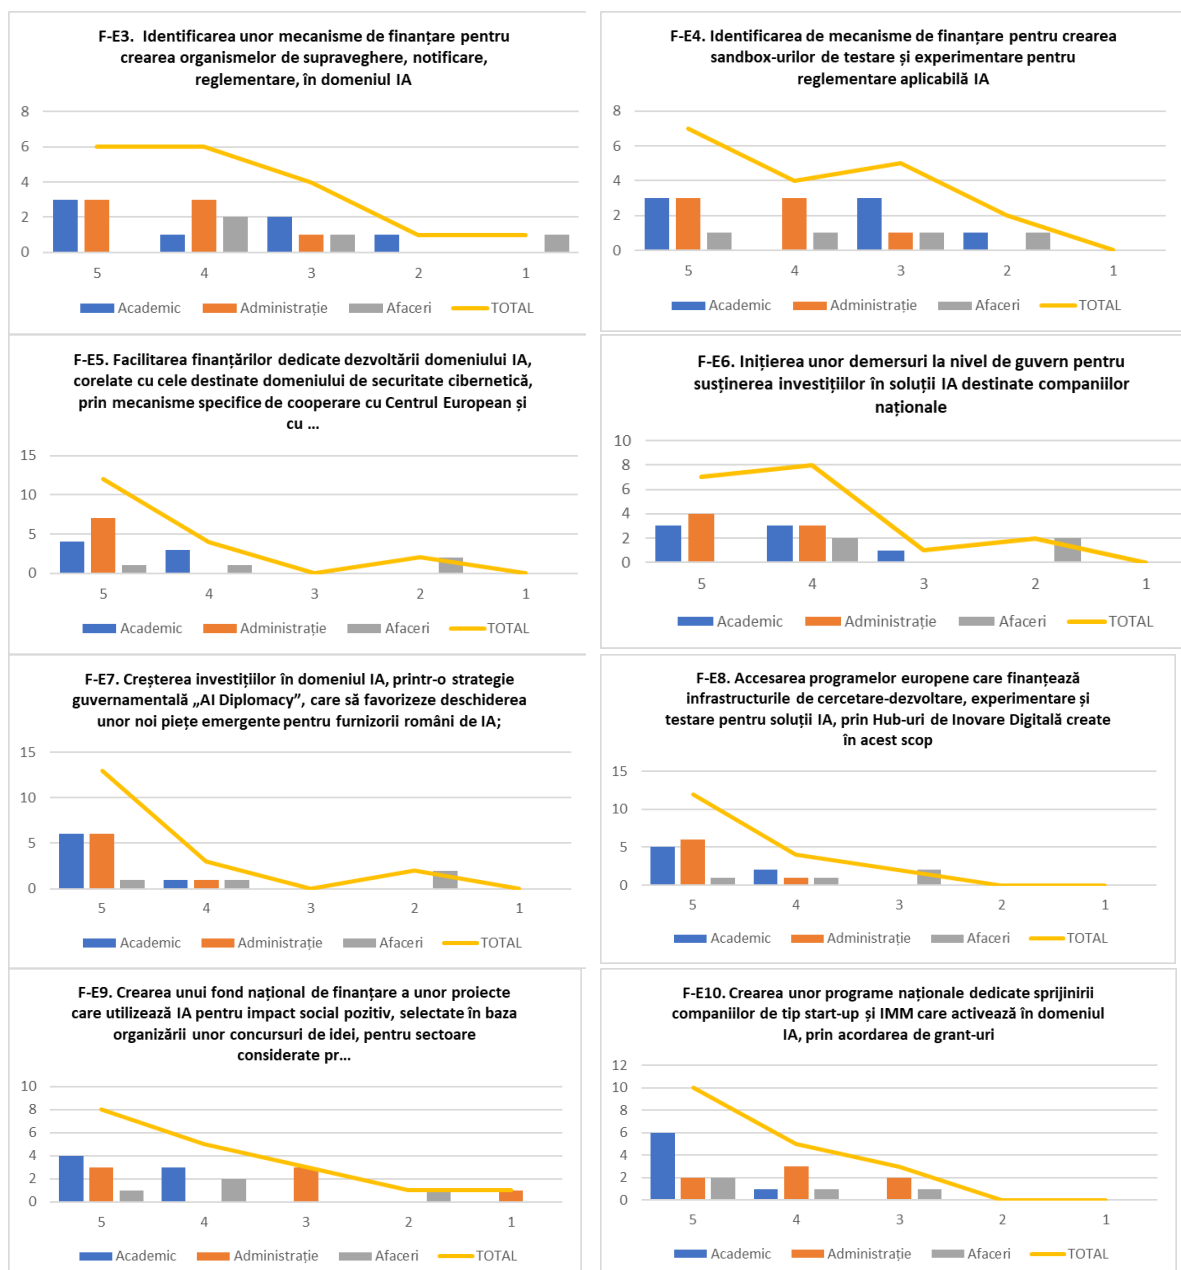 F-E3.  Identificarea unor mecanisme de finanțare pentru
crearea organismelor de supraveghere, notificare,
reglementare, în domeniul IA
8
6
4
2
0
5 4 3 2 1
Academic Administrație Afaceri TOTAL
F-E4. Identificarea de mecanisme de finanțare pentru crearea
sandbox-urilor de testare și experimentare pentru
reglementare aplicabilă IA
8
6
4
2
0
5 4 3 2 1
Academic Administrație Afaceri TOTAL
F-E5. Facilitarea finanțărilor dedicate dezvoltării domeniului IA,
corelate cu cele destinate domeniului de securitate cibernetică,
prin mecanisme specifice de cooperare cu Centrul European și
cu ...
15
10
5
0
5 4 3 2 1
Academic Administrație Afaceri TOTAL
F-E6. Inițierea unor demersuri la nivel de guvern pentru
susținerea investițiilor în soluții IA destinate companiilor
naționale
10
8
6
4
2
0
5 4 3 2 1
Academic Administrație Afaceri TOTAL
F-E7. Creșterea investițiilor în domeniul IA, printr-o strategie
guvernamentală „AI Diplomacy”, care să favorizeze deschiderea
unor noi piețe emergente pentru furnizorii români de IA;
15
10
5
0
5 4 3 2 1
Academic Administrație Afaceri TOTAL
F-E8. Accesarea programelor europene care finanțează
infrastructurile de cercetare-dezvoltare, experimentare și
testare pentru soluții IA, prin Hub-uri de Inovare Digitală create
în acest scop
15
10
5
0
5 4 3 2 1
Academic Administrație Afaceri TOTAL
F-E9. Crearea unui fond național de finanțare a unor proiecte
care utilizează IA pentru impact social pozitiv, selectate în baza
organizării unor concursuri de idei, pentru sectoare
considerate pr...
10
8
6
4
2
0
5 4 3 2 1
Academic Administrație Afaceri TOTAL
F-E10. Crearea unor programe naționale dedicate sprijinirii
companiilor de tip start-up și IMM care activează în domeniul
IA, prin acordarea de grant-uri
12
10
8
6
4
2
0
5 4 3 2 1
Academic Administrație Afaceri TOTAL